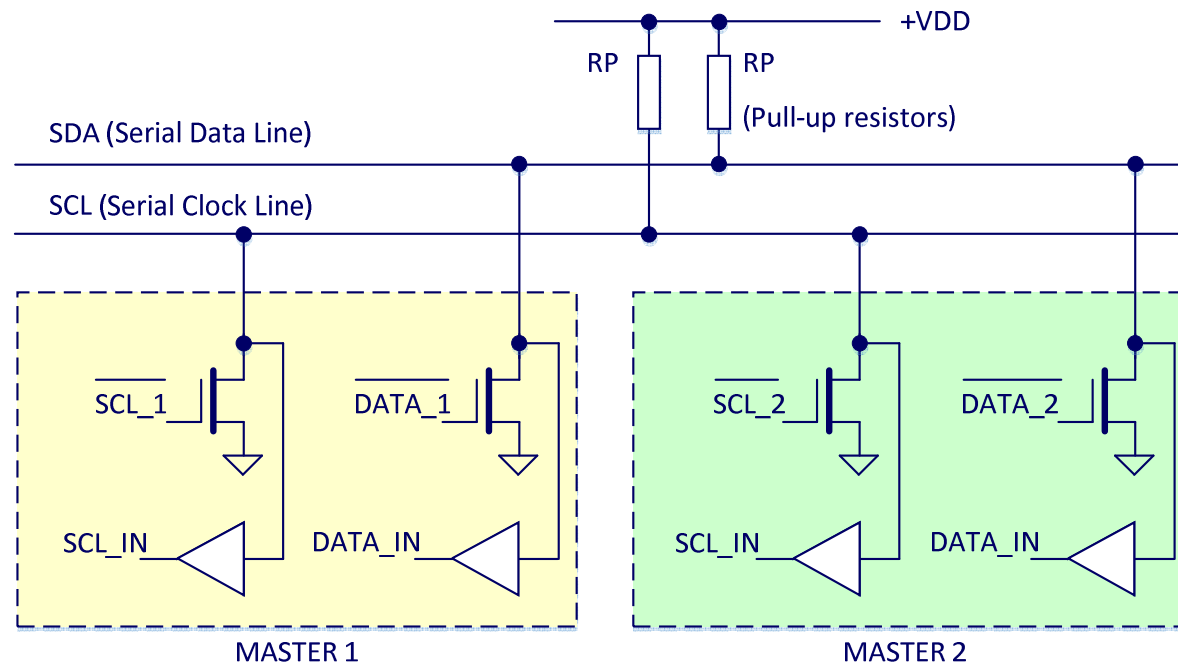 +VDD
RP
RP
(Pull-up resistors)
SDA (Serial Data Line)
SCL (Serial Clock Line)
SCL_1
DATA_1
SCL_2
DATA_2
SCL_IN
DATA_IN
SCL_IN
DATA_IN
MASTER 1
MASTER 2